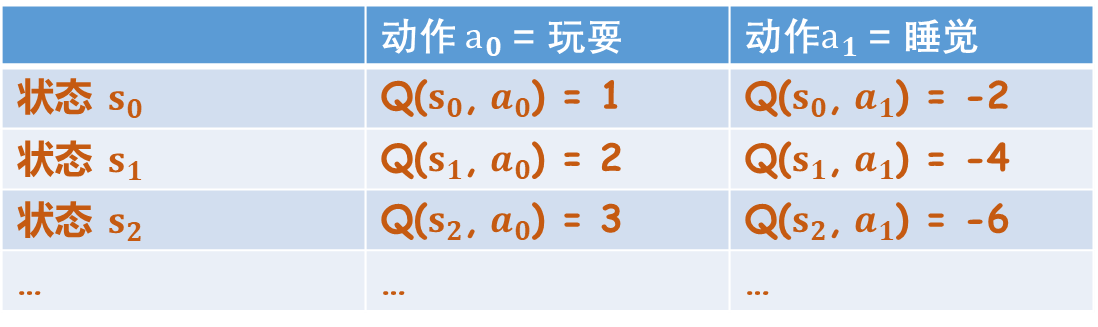 动作 a₀ = 玩耍 动作a₁ = 睡觉
状态 s₀ Q(s₀, a₀) = 1 Q(s₀, a₁) = -2
状态 s₁ Q(s₁, a₀) = 2 Q(s₁, a₁) = -4
状态 s₂ Q(s₂, a₀) = 3 Q(s₂, a₁) = -6
... ... ...